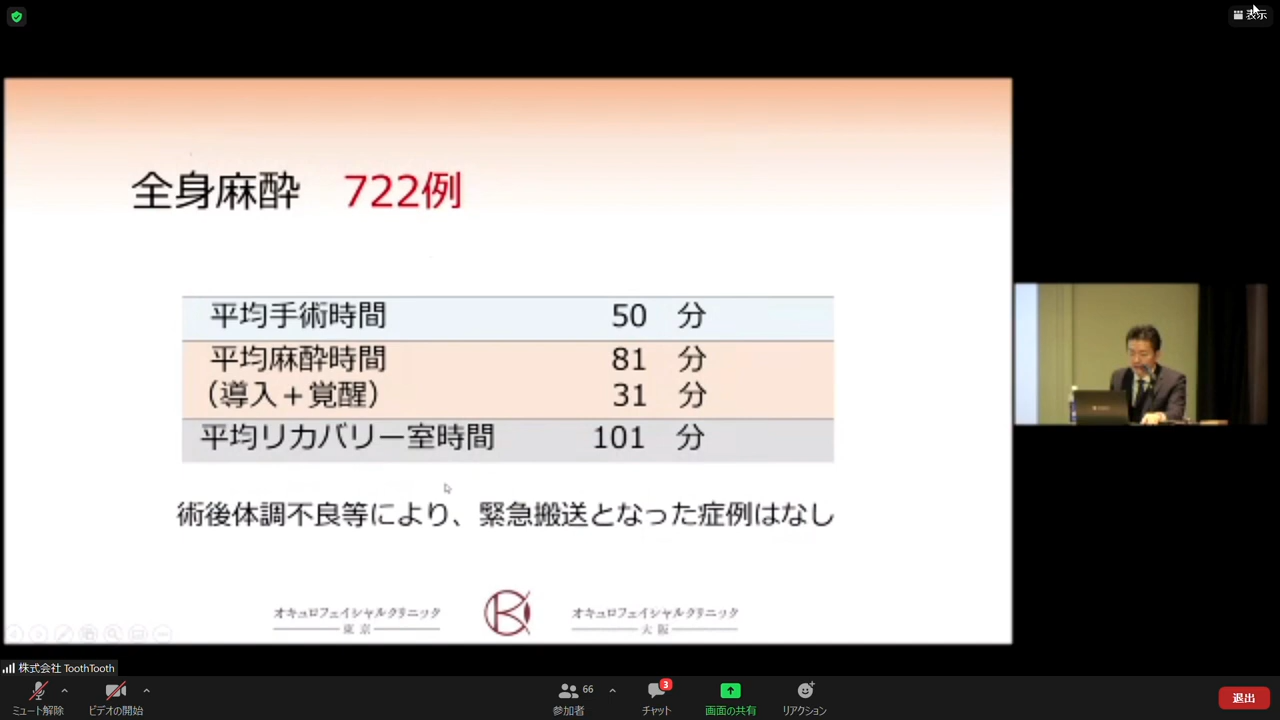 表示
全身麻酔　722例
平均手術時間　50　分
平均麻酔時間　81　分
（導入＋覚醒）　31　分
平均リカバリー室時間　101　分
術後体調不良等により、緊急搬送となった症例はなし
オキュロフェイシャルクリニック
東京
オキュロフェイシャルクリニック
大阪
株式会社 ToothTooth
ミュート解除
ビデオの開始
66
参加者
3
チャット
画面の共有
リアクション
退出